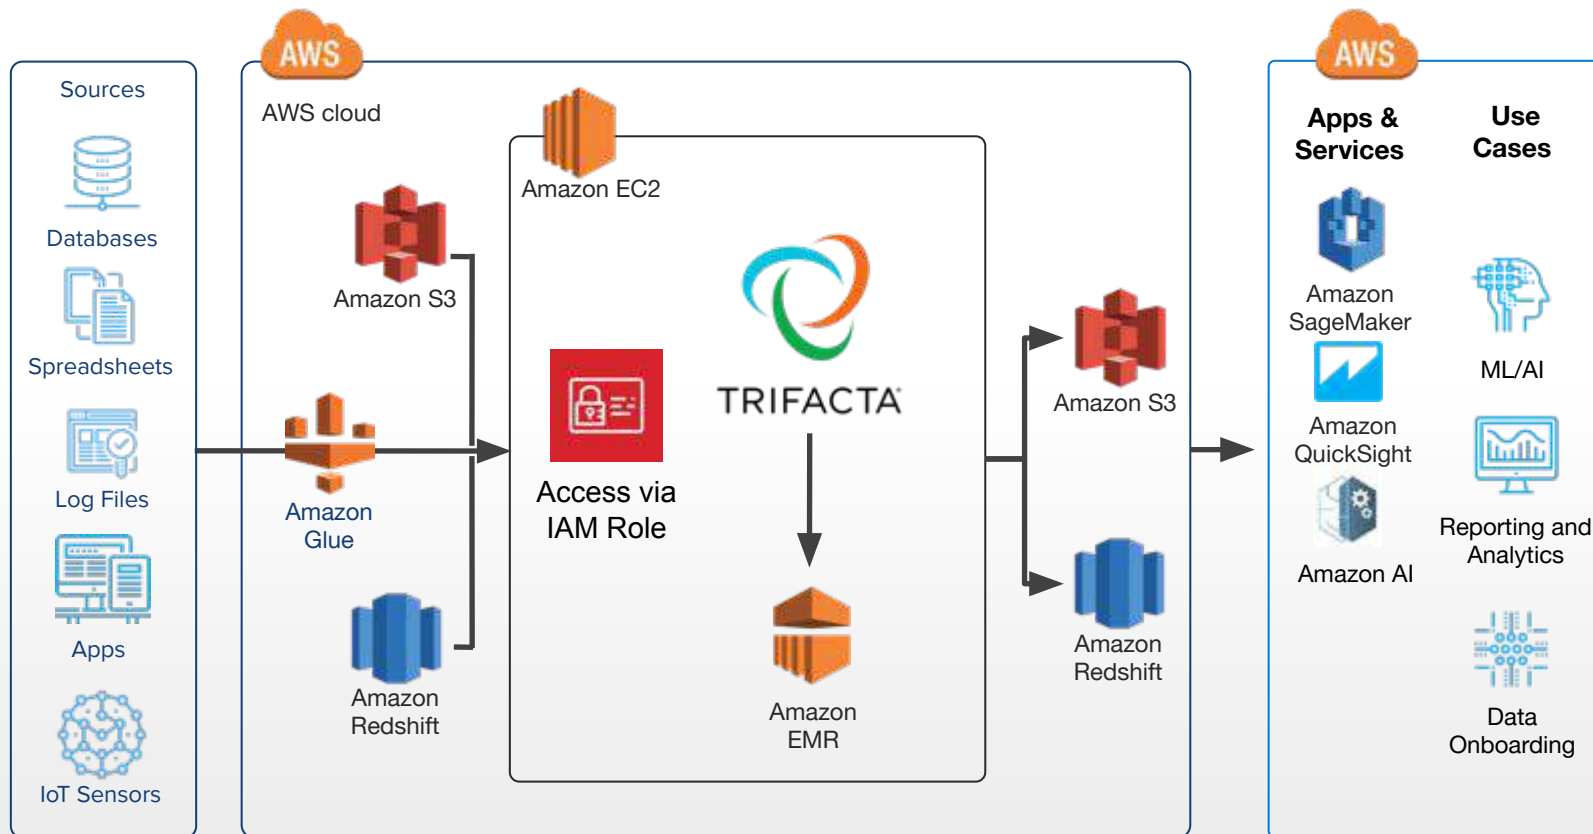 Sources
Databases
Spreadsheets
Log Files
Apps
IoT Sensors
AWS
AWS cloud
Amazon S3
Amazon
Glue
Amazon
Redshift
Amazon EC2
Access via
IAM Role
TRIFACTA
Amazon
EMR
Amazon S3
Amazon
Redshift
AWS
Apps &
Services
Amazon
SageMaker
Amazon
QuickSight
Amazon AI
Use
Cases
ML/AI
Reporting and
Analytics
Data
Onboarding